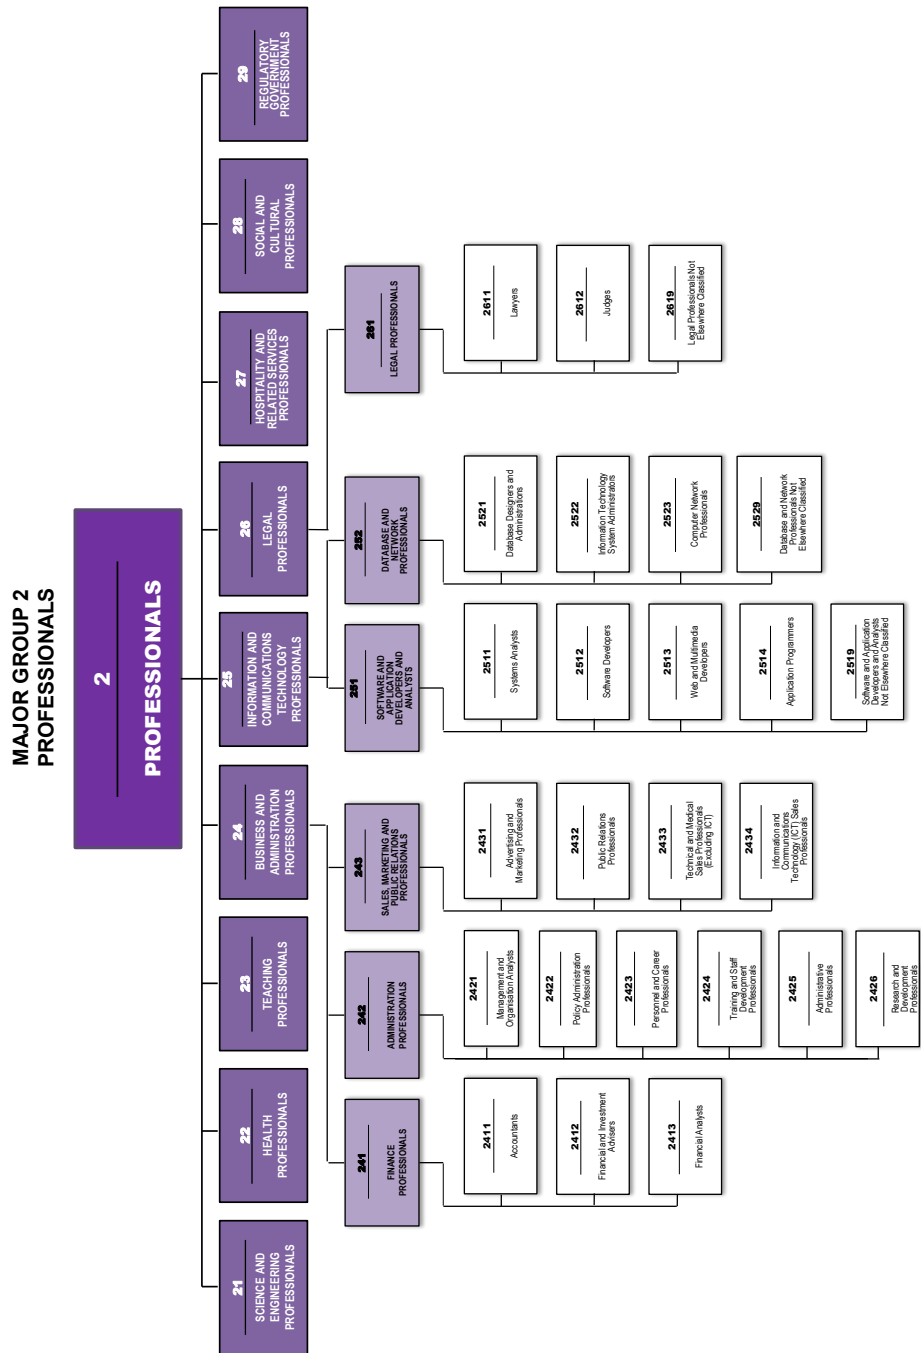 MAJOR GROUP 2
PROFESSIONALS
2
PROFESSIONALS
21
SCIENCE AND
ENGINEERING
PROFESSIONALS
22
HEALTH
PROFESSIONALS
23
TEACHING
PROFESSIONALS
24
BUSINESS AND
ADMINISTRATION
PROFESSIONALS
25
INFORMATION AND
COMMUNICATIONS
TECHNOLOGY
PROFESSIONALS
26
LEGAL
PROFESSIONALS
27
HOSPITALITY AND
RELATED SERVICES
PROFESSIONALS
28
SOCIAL AND
CULTURAL
PROFESSIONALS
29
REGULATORY
GOVERNMENT
PROFESSIONALS
241
FINANCE
PROFESSIONALS
242
ADMINISTRATION
PROFESSIONALS
243
SALES, MARKETING AND
PUBLIC RELATIONS
PROFESSIONALS
251
SOFTWARE AND
APPLICATION
DEVELOPERS AND
ANALYSTS
252
DATABASE AND
NETWORK
PROFESSIONALS
261
LEGAL PROFESSIONALS
2411
Accountants
2412
Financial and Investment
Advisers
2413
Financial Analysts
2421
Management and
Organisation Analysts
2422
Policy Administration
Professionals
2423
Personnel and Career
Professionals
2424
Training and Staff
Development
Professionals
2425
Administrative
Professionals
2426
Research and
Development
Professionals
2431
Advertising and
Marketing Professionals
2432
Public Relations
Professionals
2433
Technical and Medical
Sales Professionals
(Excluding ICT)
2434
Information and
Communications
Technology (ICT) Sales
Professionals
2511
Systems Analysts
2512
Software Developers
2513
Web and Multimedia
Developers
2514
Application Programmers
2519
Software and Application
Developers and Analysts
Not Elsewhere Classified
2521
Database Designers and
Administrations
2522
Information Technology
System Administrators
2523
Computer Network
Professionals
2529
Database and Network
Professionals Not
Elsewhere Classified
2611
Lawyers
2612
Judges
2619
Legal Professionals Not
Elsewhere Classified